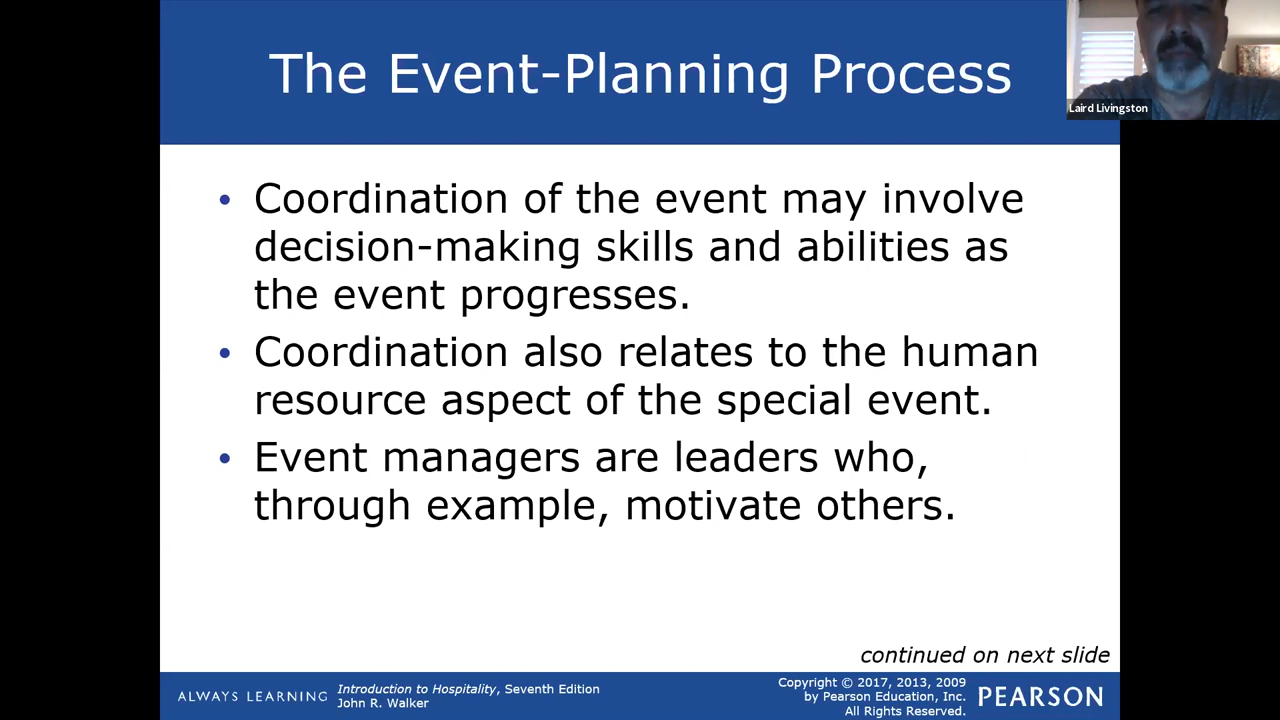 The Event-Planning Process
Laird Livingston
• Coordination of the event may involve
decision-making skills and abilities as
the event progresses.
• Coordination also relates to the human
resource aspect of the special event.
• Event managers are leaders who,
through example, motivate others.
continued on next slide
ALWAYS LEARNING
Introduction to Hospitality, Seventh Edition
John R. Walker
Copyright © 2017, 2013, 2009
by Pearson Education, Inc.
All Rights Reserved.
PEARSON